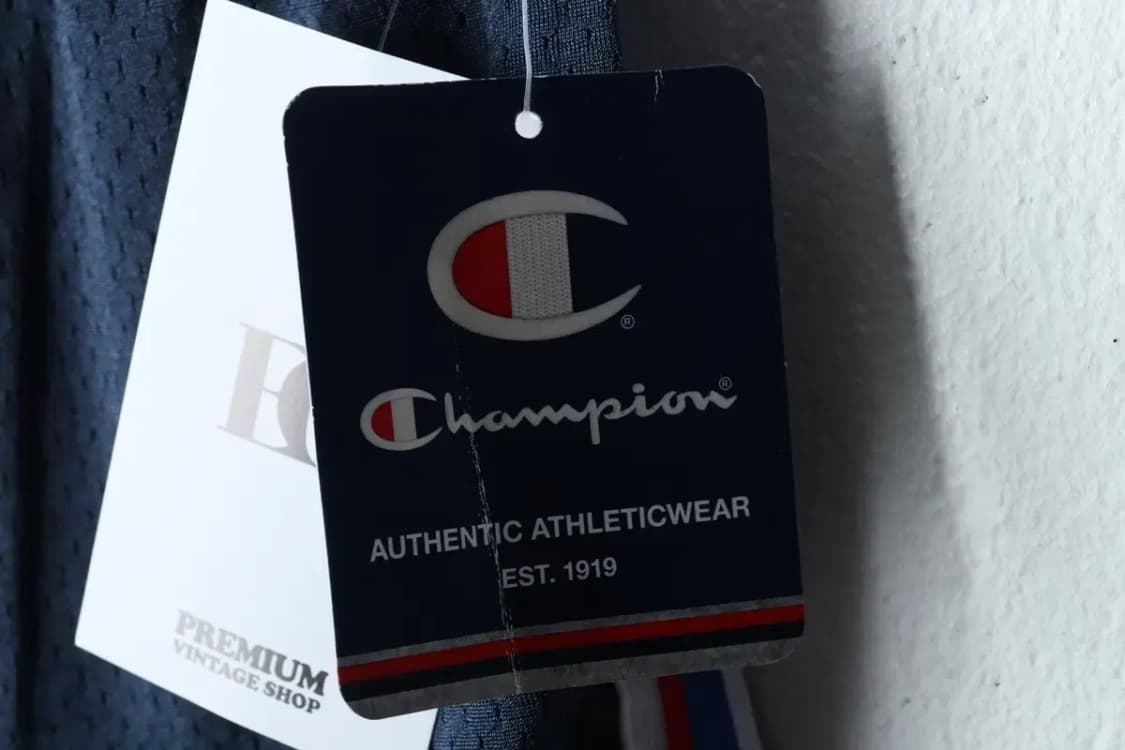 C
®
Champion®
AUTHENTIC ATHLETICWEAR
EST. 1919
PREMIUM
VINTAGE SHOP